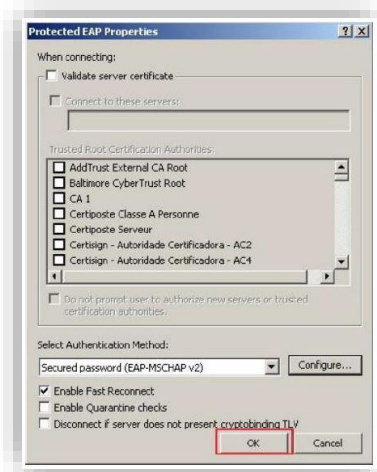 Protected EAP Properties
When connecting:
Validate server certificate
Connect to these servers:
Trusted Root Certification Authorities
AddTrust External CA Root
Baltimore CyberTrust Root
CA 1
Certiposte Classe A Personne
Certiposte Serveur
Certisign - Autoridade Certificadora - AC2
Certisign - Autoridade Certificadora - AC4
Do not prompt user to authorize new servers or trusted
certification authorities.
Select Authentication Method:
Secured password (EAP-MSCHAP v2)
Configure...
Enable Fast Reconnect
Enable Quarantine checks
Disconnect if server does not present cryptobinding TLV
OK Cancel